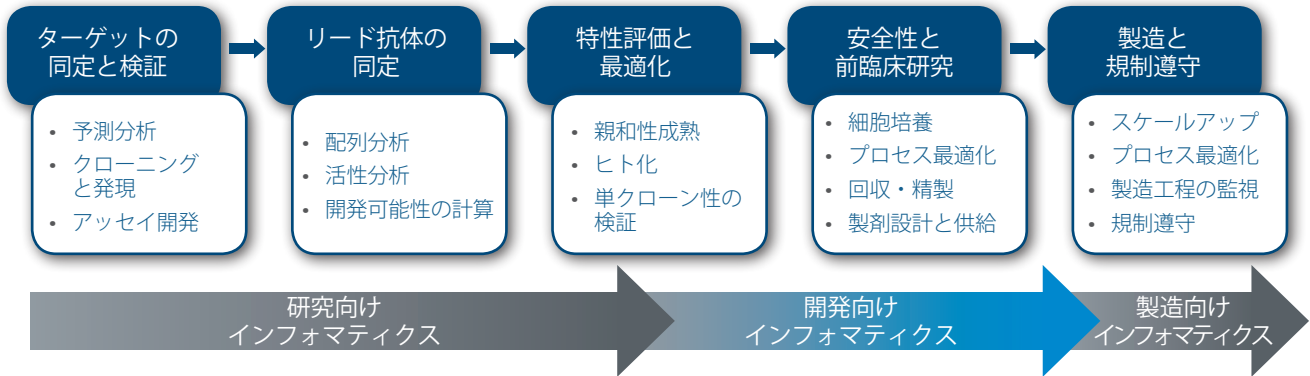 ターゲットの
同定と検証
リード抗体の
同定
特性評価と
最適化
安全性と
前臨床研究
製造と
規制遵守
• 予測分析
• クローニング
と発現
• アッセイ開発
• 配列分析
• 活性分析
• 開発可能性の計算
• 親和性成熟
• ヒト化
• 単クローン性の
検証
• 細胞培養
• プロセス最適化
• 回収・精製
• 製剤設計と供給
• スケールアップ
• プロセス最適化
• 製造工程の監視
• 規制遵守
研究向け
インフォマティクス
開発向け
インフォマティクス
製造向け
インフォマティクス